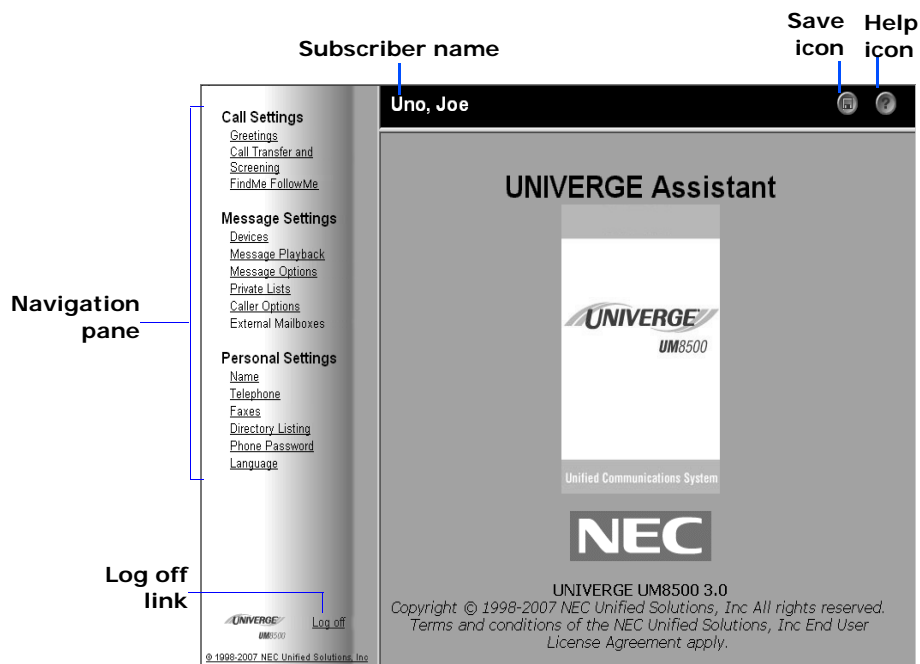 Save icon
Help icon
Subscriber name
Uno, Joe
Navigation pane
Call Settings
Greetings
Call Transfer and
Screening
FindMe FollowMe
Message Settings
Devices
Message Playback
Message Options
Private Lists
Caller Options
External Mailboxes
Personal Settings
Name
Telephone
Faxes
Directory Listing
Phone Password
Language
Log off link
UNIVERGE
UM8500
Log off
© 1998-2007 NEC Unified Solutions, Inc
UNIVERGE Assistant
UNIVERGE
UM8500
Unified Communications System
NEC
UNIVERGE UM8500 3.0
Copyright © 1998-2007 NEC Unified Solutions, Inc All rights reserved.
Terms and conditions of the NEC Unified Solutions, Inc End User
License Agreement apply.